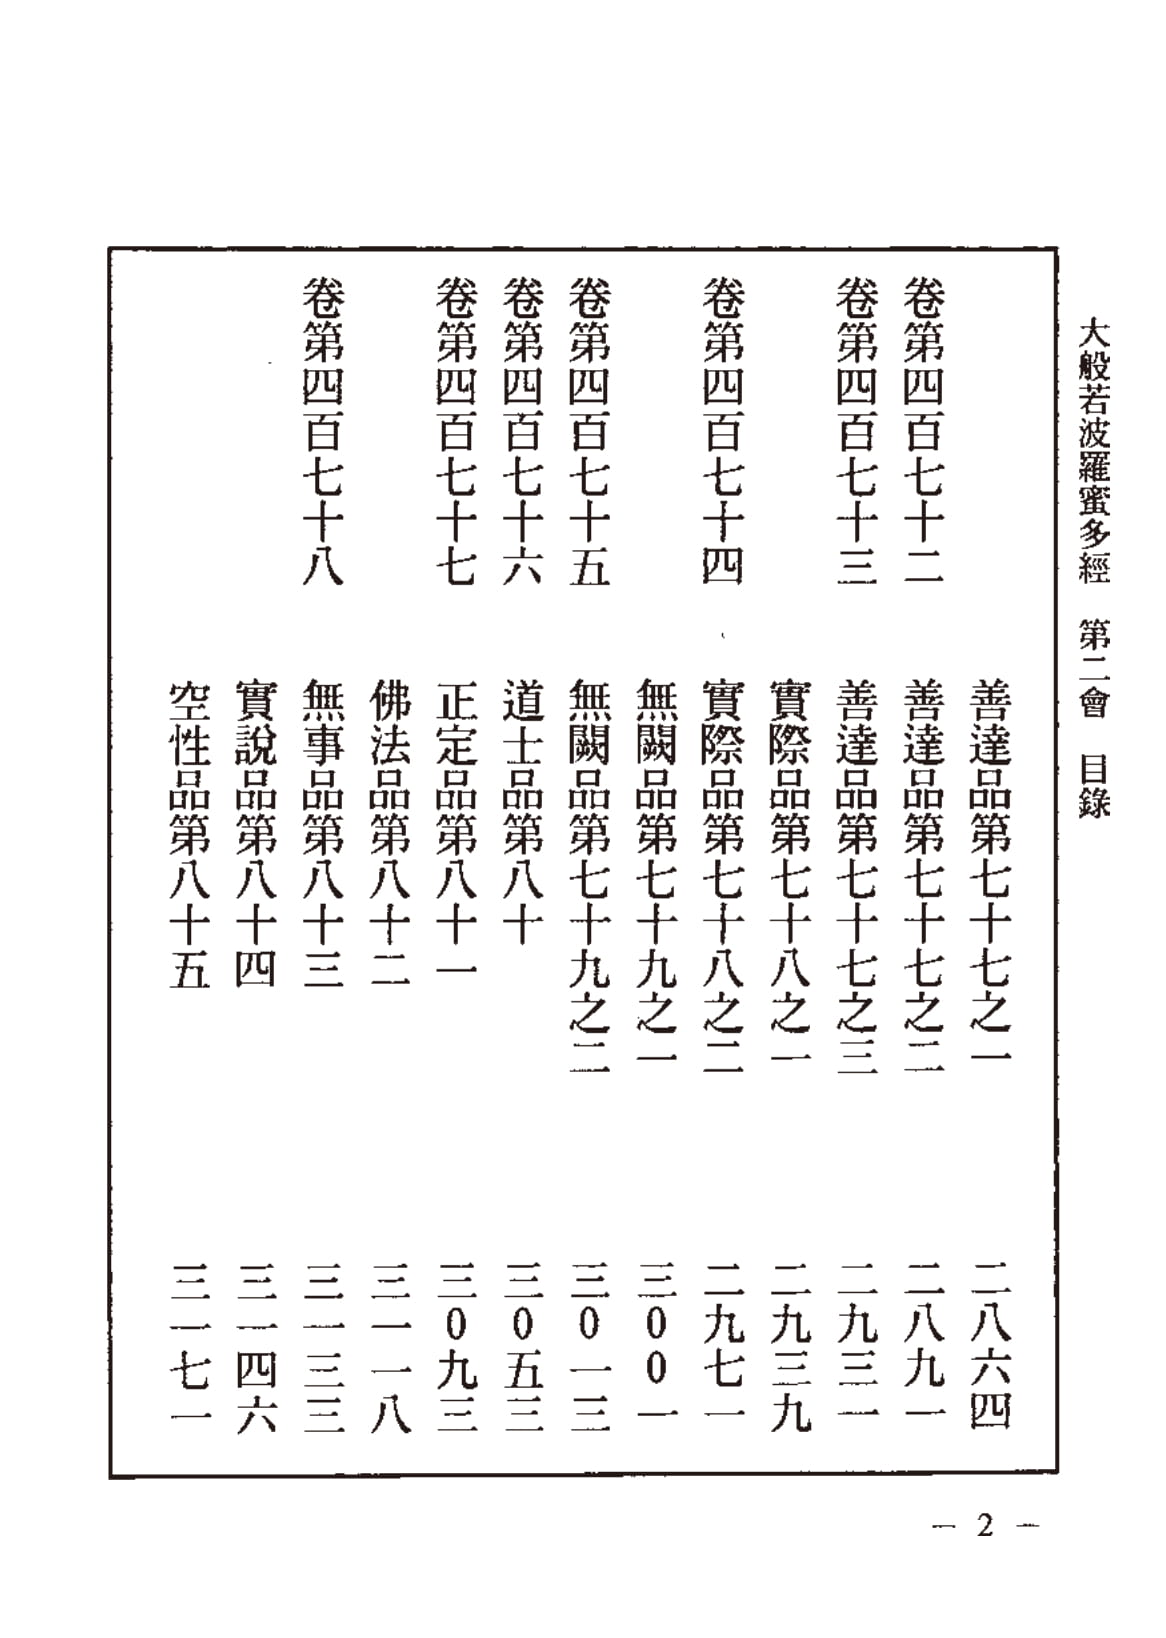 大般若波羅蜜多經　第二會　目錄
善達品第七十七之一　二八六四
卷第四百七十二　善達品第七十七之二　二八九一
卷第四百七十三　善達品第七十七之三　二九三一
實際品第七十八之一　二九三九
卷第四百七十四　實際品第七十八之二　二九七一
無闕品第七十九之一　三00一
卷第四百七十五　無闕品第七十九之二　三0一三
卷第四百七十六　道士品第八十　三0五三
卷第四百七十七　正定品第八十一　三0九三
佛法品第八十二　三一一八
卷第四百七十八　無事品第八十三　三一三三
實說品第八十四　三一四六
空性品第八十五　三一七一
— 2 —